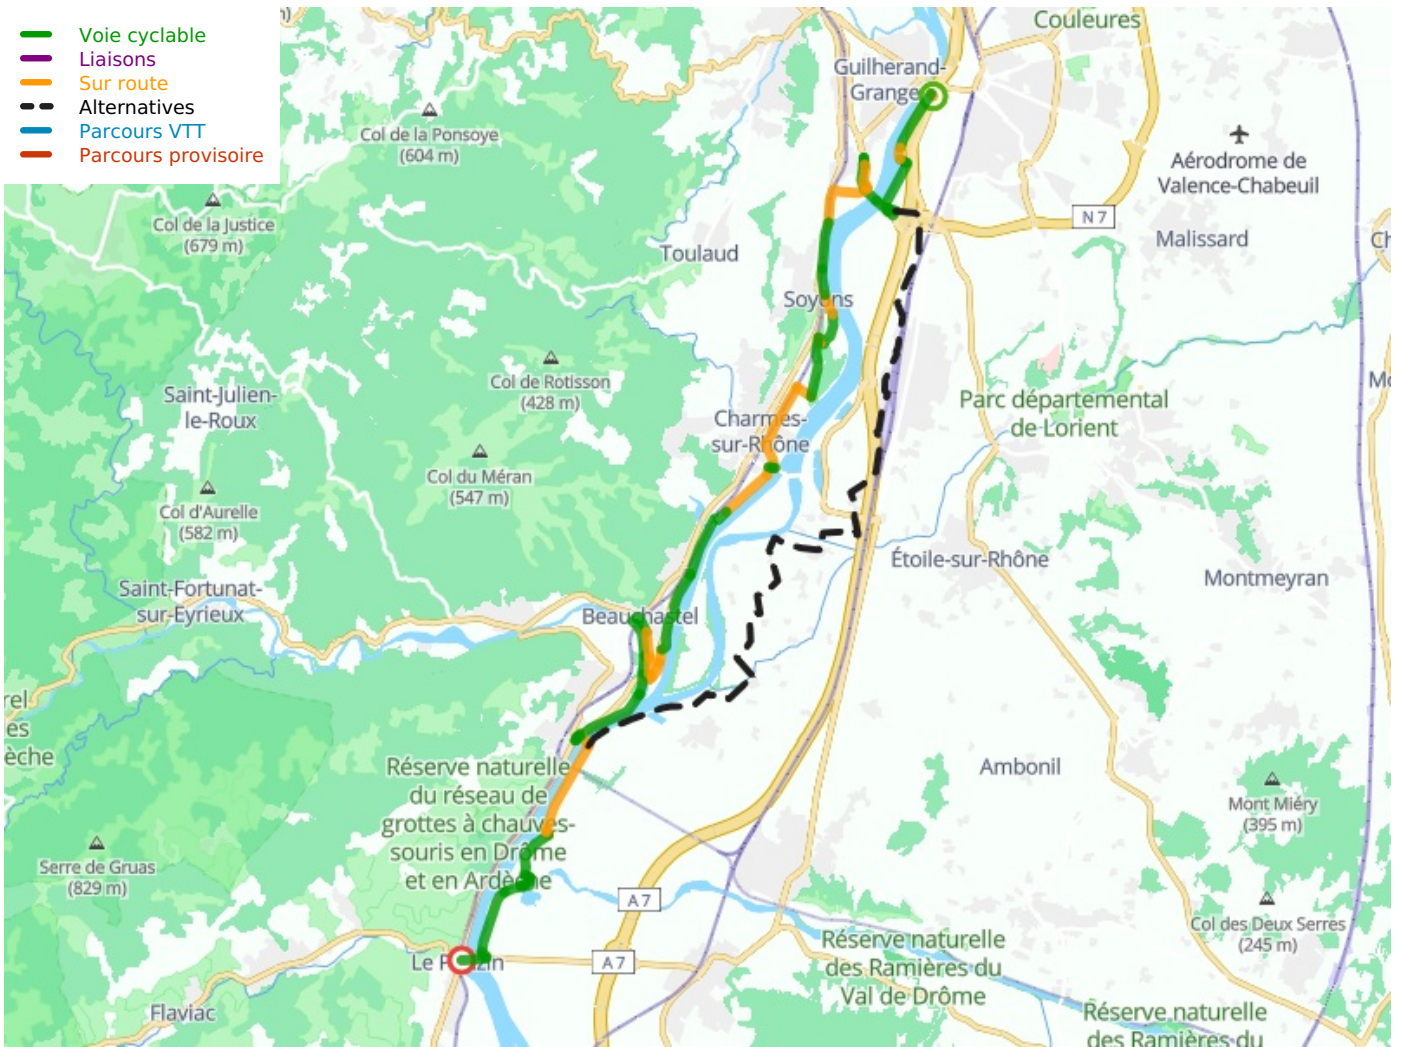 Voie cyclable
Liaisons
Sur route
Alternatives
Parcours VTT
Parcours provisoire
Couleures
Guilherand-
Grange
Col de la Ponsoye
(604 m)
Aérodrome de
Valence-Chabeuil
Col de la Justice
(679 m)
N 7
Malissard
Ch
Toulaud
Soyons
Col de Rotisson
(428 m)
Saint-Julien-
le-Roux
Parc départemental
de Lorient
Charmes-
sur-Rhône
Col du Méran
(547 m)
Col d'Aurelle
(582 m)
Étoile-sur-Rhône
Montmeyran
Saint-Fortunat-
sur-Eyrieux
Beauchastel
rel
es
èche
Réserve naturelle
du réseau de
grottes à chauves-
souris en Drôme
et en Ardèche
Ambonil
Mont Miéry
(395 m)
Serre de Gruas
(829 m)
A 7
Col des Deux Serres
(245 m)
Réserve naturelle
des Ramières du
Val de Drôme
Le Pouzin
A 7
Flaviac
Réserve naturelle
des Ramières du